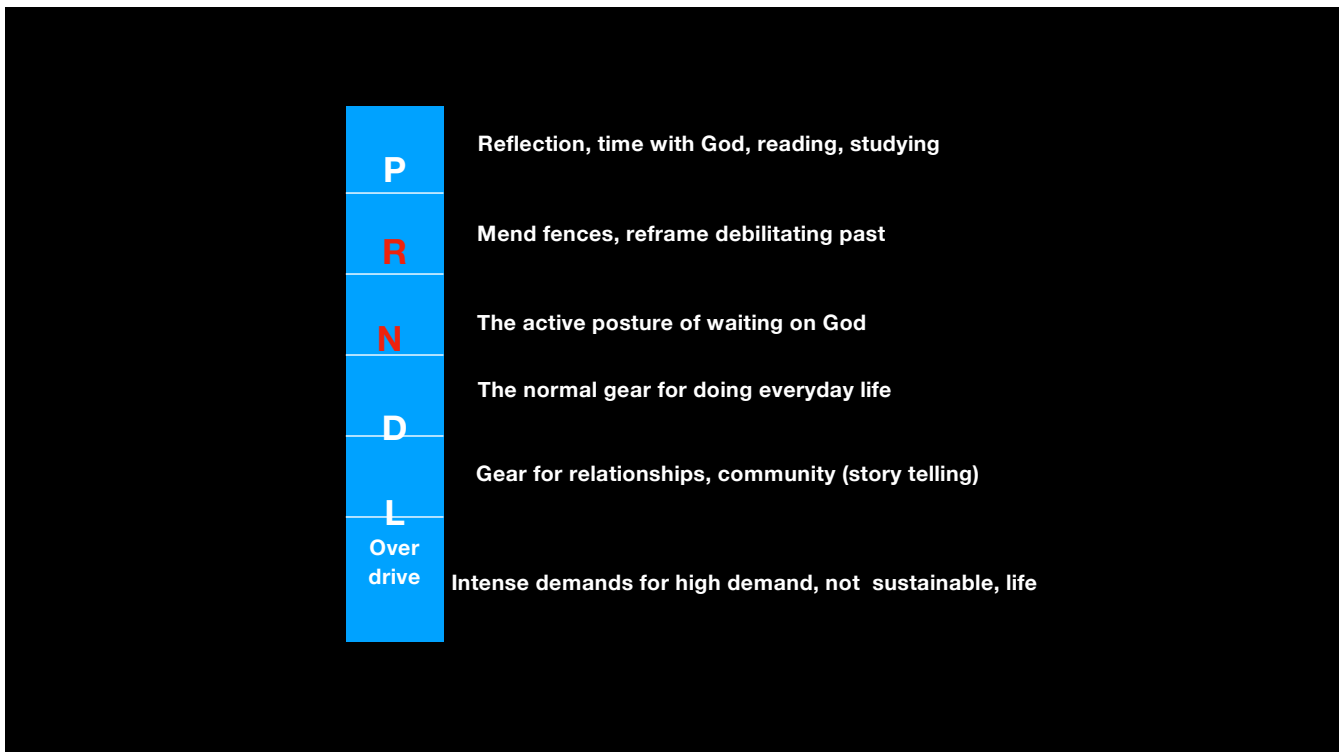 P
Reflection, time with God, reading, studying
R
Mend fences, reframe debilitating past
N
The active posture of waiting on God
D
The normal gear for doing everyday life
L
Gear for relationships, community (story telling)
Over
drive
Intense demands for high demand, not  sustainable, life